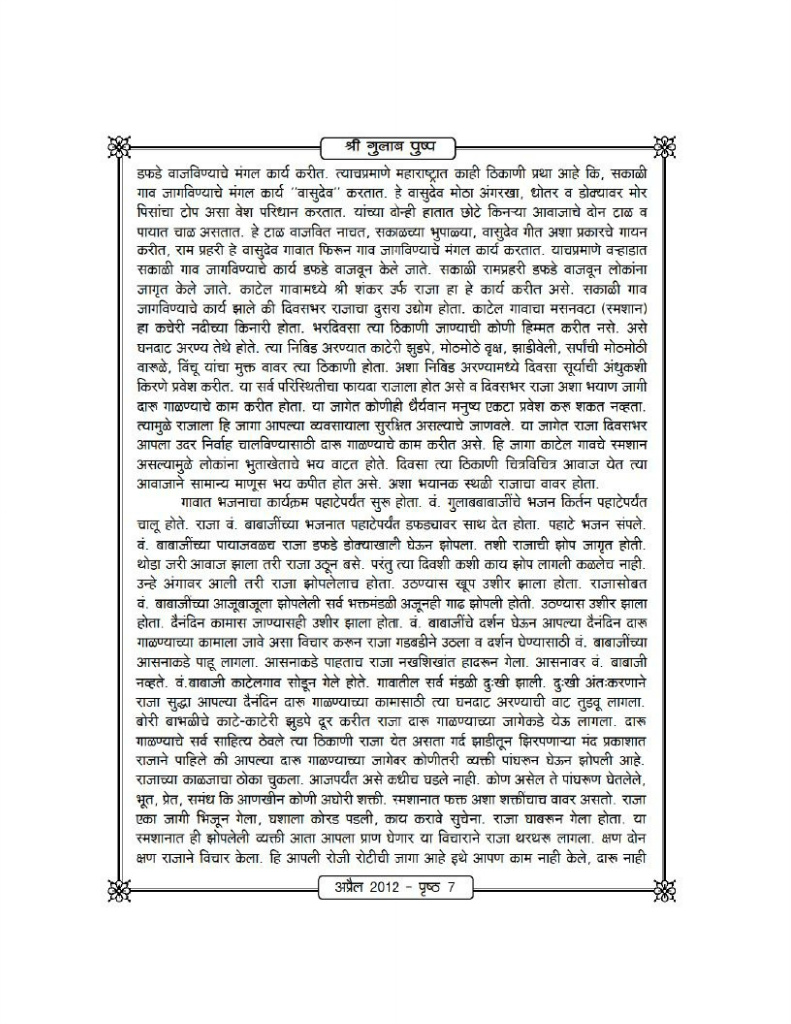 श्री गुलाब पुष्प
डफडे वाजविण्याचे मंगल कार्य करीत. त्याचप्रमाणे महाराष्ट्रात काही ठिकाणी प्रथा आहे कि, सकाळी
गाव जागविण्याचे मंगल कार्य "वासुदेव" करतात. हे वासुदेव मोठा अंगरखा, धोतर व डोक्यावर मोर
पिसांचा टोप असा वेश परिधान करतात. यांच्या दोन्ही हातात छोटे किनऱ्या आवाजाचे दोन टाळ व
पायात चाळ असतात. हे टाळ वाजवित नाचत, सकाळच्या भुपाळ्या, वासुदेव गीत अशा प्रकारचे गायन
करीत, राम प्रहरी हे वासुदेव गावात फिरून गाव जागविण्याचे मंगल कार्य करतात. याचप्रमाणे वऱ्हाडात
सकाळी गाव जागविण्याचे कार्य डफडे वाजवून केले जाते. सकाळी रामप्रहरी डफडे वाजवून लोकांना
जागृत केले जाते. काटेल गावामध्ये श्री शंकर उर्फ राजा हा हे कार्य करीत असे. सकाळी गाव
जागविण्याचे कार्य झाले की दिवसभर राजाचा दुसरा उद्योग होता. काटेल गावाचा मसनवटा (स्मशान)
हा कचेरी नदीच्या किनारी होता. भरदिवसा त्या ठिकाणी जाण्याची कोणी हिम्मत करीत नसे. असे
घनदाट अरण्य तेथे होते. त्या निबिड अरण्यात काटेरी झुडपे, मोठमोठे वृक्ष, झाडीवेली, सर्पांची मोठमोठी
वारूळे, विंचू यांचा मुक्त वावर त्या ठिकाणी होता. अशा निबिड अरण्यामध्ये दिवसा सूर्याची अंधुकशी
किरणे प्रवेश करीत. या सर्व परिस्थितीचा फायदा राजाला होत असे व दिवसभर राजा अशा भयाण जागी
दारू गाळण्याचे काम करीत होता. या जागेत कोणीही धैर्यवान मनुष्य एकटा प्रवेश करू शकत नव्हता.
त्यामुळे राजाला हि जागा आपल्या व्यवसायाला सुरक्षित असल्याचे जाणवले. या जागेत राजा दिवसभर
आपला उदर निर्वाह चालविण्यासाठी दारू गाळण्याचे काम करीत असे. हि जागा काटेल गावचे स्मशान
असल्यामुळे लोकांना भुताखेताचे भय वाटत होते. दिवसा त्या ठिकाणी चित्रविचित्र आवाज येत त्या
आवाजाने सामान्य माणूस भय कपीत होत असे. अशा भयानक स्थळी राजाचा वावर होता.
गावात भजनाचा कार्यक्रम पहाटेपर्यंत सुरू होता. वं. गुलाबबाबाजींचे भजन किर्तन पहाटेपर्यंत
चालू होते. राजा वं. बाबाजींच्या भजनात पहाटेपर्यंत डफड्यावर साथ देत होता. पहाटे भजन संपले.
वं. बाबाजींच्या पायाजवळच राजा डफडे डोक्याखाली घेऊन झोपला. तशी राजाची झोप जागृत होती.
थोडा जरी आवाज झाला तरी राजा उठून बसे. परंतु त्या दिवशी कशी काय झोप लागली कळलेच नाही.
उन्हे अंगावर आली तरी राजा झोपलेलाच होता. उठण्यास खूप उशीर झाला होता. राजासोबत
वं. बाबाजींच्या आजूबाजूला झोपलेली सर्व भक्तमंडळी अजूनही गाढ झोपली होती. उठण्यास उशीर झाला
होता. दैनंदिन कामास जाण्यासही उशीर झाला होता. वं. बाबाजींचे दर्शन घेऊन आपल्या दैनंदिन दारू
गाळण्याच्या कामाला जावे असा विचार करून राजा गडबडीने उठला व दर्शन घेण्यासाठी वं. बाबाजींच्या
आसनाकडे पाहू लागला. आसनाकडे पाहताच राजा नखशिखांत हादरून गेला. आसनावर वं. बाबाजी
नव्हते. वं.बाबाजी काटेलगाव सोडून गेले होते. गावातील सर्व मंडळी दुःखी झाली. दुःखी अंतःकरणाने
राजा सुद्धा आपल्या दैनंदिन दारू गाळण्याच्या कामासाठी त्या घनदाट अरण्याची वाट तुडवू लागला.
बोरी बाभळीचे काटे-काटेरी झुडपे दूर करीत राजा दारू गाळण्याच्या जागेकडे येऊ लागला. दारू
गाळण्याचे सर्व साहित्य ठेवले त्या ठिकाणी राजा येत असता गर्द झाडीतून झिरपणाऱ्या मंद प्रकाशात
राजाने पाहिले की आपल्या दारू गाळण्याच्या जागेवर कोणीतरी व्यक्ती पांघरून घेऊन झोपली आहे.
राजाच्या काळजाचा ठोका चुकला. आजपर्यंत असे कधीच घडले नाही. कोण असेल ते पांघरूण घेतलेले,
भूत, प्रेत, समंध कि आणखीन कोणी अघोरी शक्ती. स्मशानात फक्त अशा शक्तींचाच वावर असतो. राजा
एका जागी भिजून गेला, घशाला कोरड पडली, काय करावे सुचेना. राजा घाबरून गेला होता. या
स्मशानात ही झोपलेली व्यक्ती आता आपला प्राण घेणार या विचाराने राजा थरथरू लागला. क्षण दोन
क्षण राजाने विचार केला. हि आपली रोजी रोटीची जागा आहे इथे आपण काम नाही केले, दारू नाही
अप्रैल 2012 - पृष्ठ 7